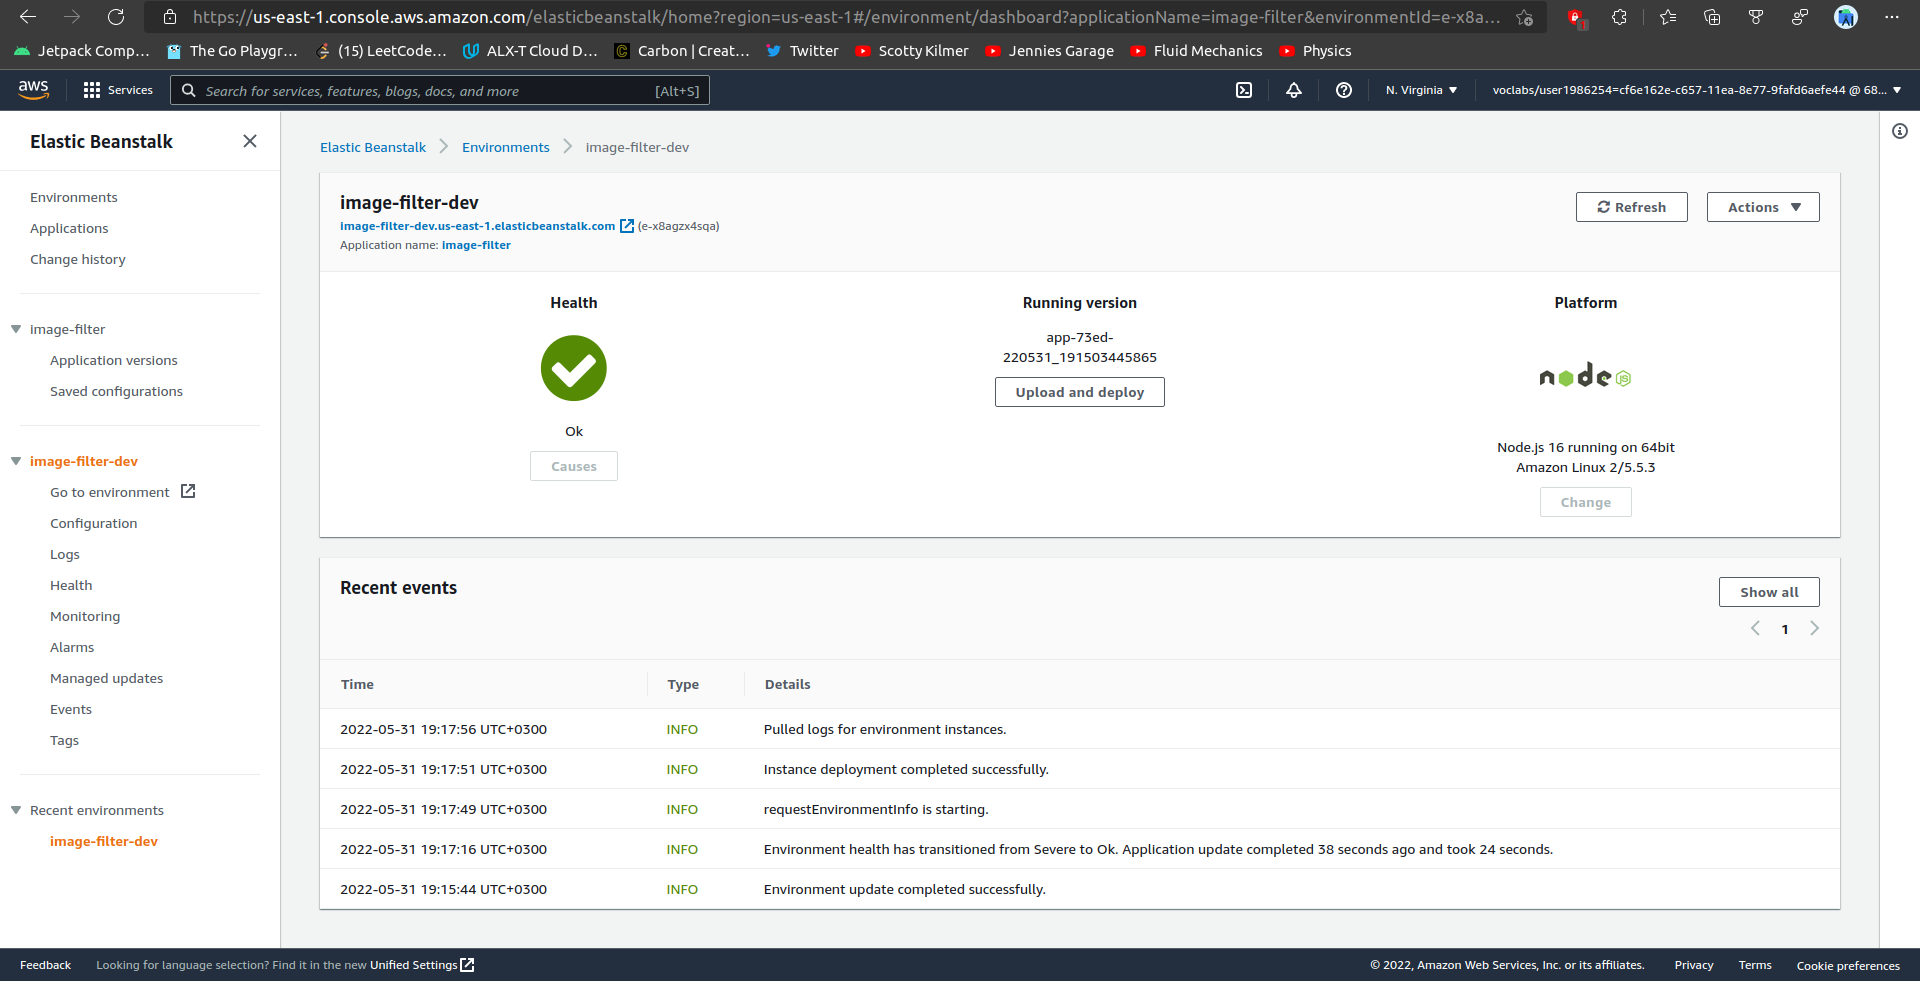 https://us-east-1.console.aws.amazon.com/elasticbeanstalk/home?region=us-east-1#/environment/dashboard?applicationName=image-filter&environmentId=e-x8a...
Jetpack Comp... The Go Playgr... (15) LeetCode... ALX-T Cloud D... Carbon | Creat... Twitter Scotty Kilmer Jennies Garage Fluid Mechanics Physics
aws Services Search for services, features, blogs, docs, and more [Alt+S] N. Virginia voclabs/user1986254=cf6e162e-c657-11ea-8e77-9fafd6aefe44 @ 68...
Elastic Beanstalk
Environments
Applications
Change history
image-filter
Application versions
Saved configurations
image-filter-dev
Go to environment
Configuration
Logs
Health
Monitoring
Alarms
Managed updates
Events
Tags
Recent environments
image-filter-dev
Elastic Beanstalk Environments image-filter-dev
image-filter-dev
image-filter-dev.us-east-1.elasticbeanstalk.com (e-x8agzx4sqa)
Application name: image-filter
Refresh Actions
Health
Ok
Causes
Running version
app-73ed-
220531_191503445865
Upload and deploy
Platform
node JS
Node.js 16 running on 64bit
Amazon Linux 2/5.5.3
Change
Recent events
Show all
1
Time Type Details
2022-05-31 19:17:56 UTC+0300 INFO Pulled logs for environment instances.
2022-05-31 19:17:51 UTC+0300 INFO Instance deployment completed successfully.
2022-05-31 19:17:49 UTC+0300 INFO requestEnvironmentInfo is starting.
2022-05-31 19:17:16 UTC+0300 INFO Environment health has transitioned from Severe to Ok. Application update completed 38 seconds ago and took 24 seconds.
2022-05-31 19:15:44 UTC+0300 INFO Environment update completed successfully.
Feedback Looking for language selection? Find it in the new Unified Settings © 2022, Amazon Web Services, Inc. or its affiliates. Privacy Terms Cookie preferences